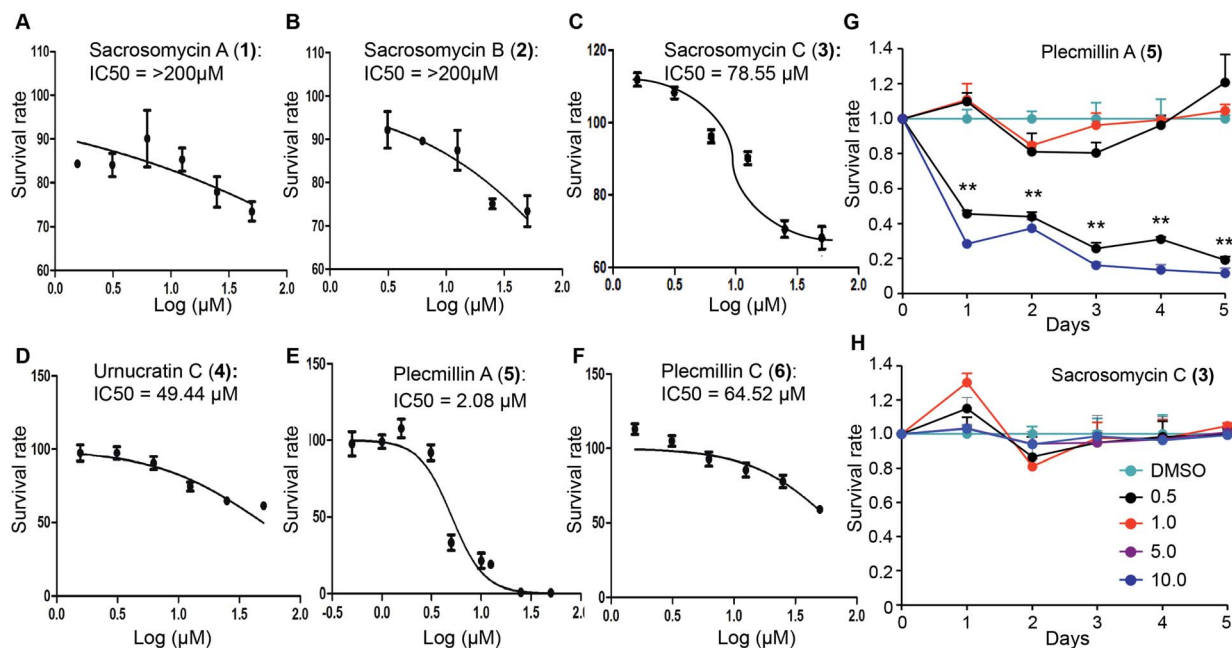 A
Sacrosomycin A (1):
IC50 = >200µM
Survival rate
110
100
90
80
70
60
0.0
0.5
1.0
1.5
2.0
Log (µM)
B
Sacrosomycin B (2):
IC50 = >200µM
Survival rate
110
100
90
80
70
60
0.0
0.5
1.0
1.5
2.0
Log (µM)
C
Sacrosomycin C (3):
IC50 = 78.55 µM
Survival rate
120
100
80
60
0.0
0.5
1.0
1.5
2.0
Log (µM)
G
Plecmillin A (5)
Survival rate
1.4
1.2
1.0
0.8
0.6
0.4
0.2
0
** ** ** ** **
0 1 2 3 4 5
Days
D
Urnucratin C (4):
IC50 = 49.44 µM
Survival rate
150
100
50
0
0.0
0.5
1.0
1.5
2.0
Log (µM)
E
Plecmillin A (5):
IC50 = 2.08 µM
Survival rate
150
100
50
0
-0.5
0.0
0.5
1.0
1.5
2.0
Log (µM)
F
Plecmillin C (6):
IC50 = 64.52 µM
Survival rate
150
100
50
0
0.0
0.5
1.0
1.5
2.0
Log (µM)
H
Sacrosomycin C (3)
Survival rate
1.4
1.2
1.0
0.8
0.6
0.4
0.2
0
DMSO
0.5
1.0
5.0
10.0
0 1 2 3 4 5
Days